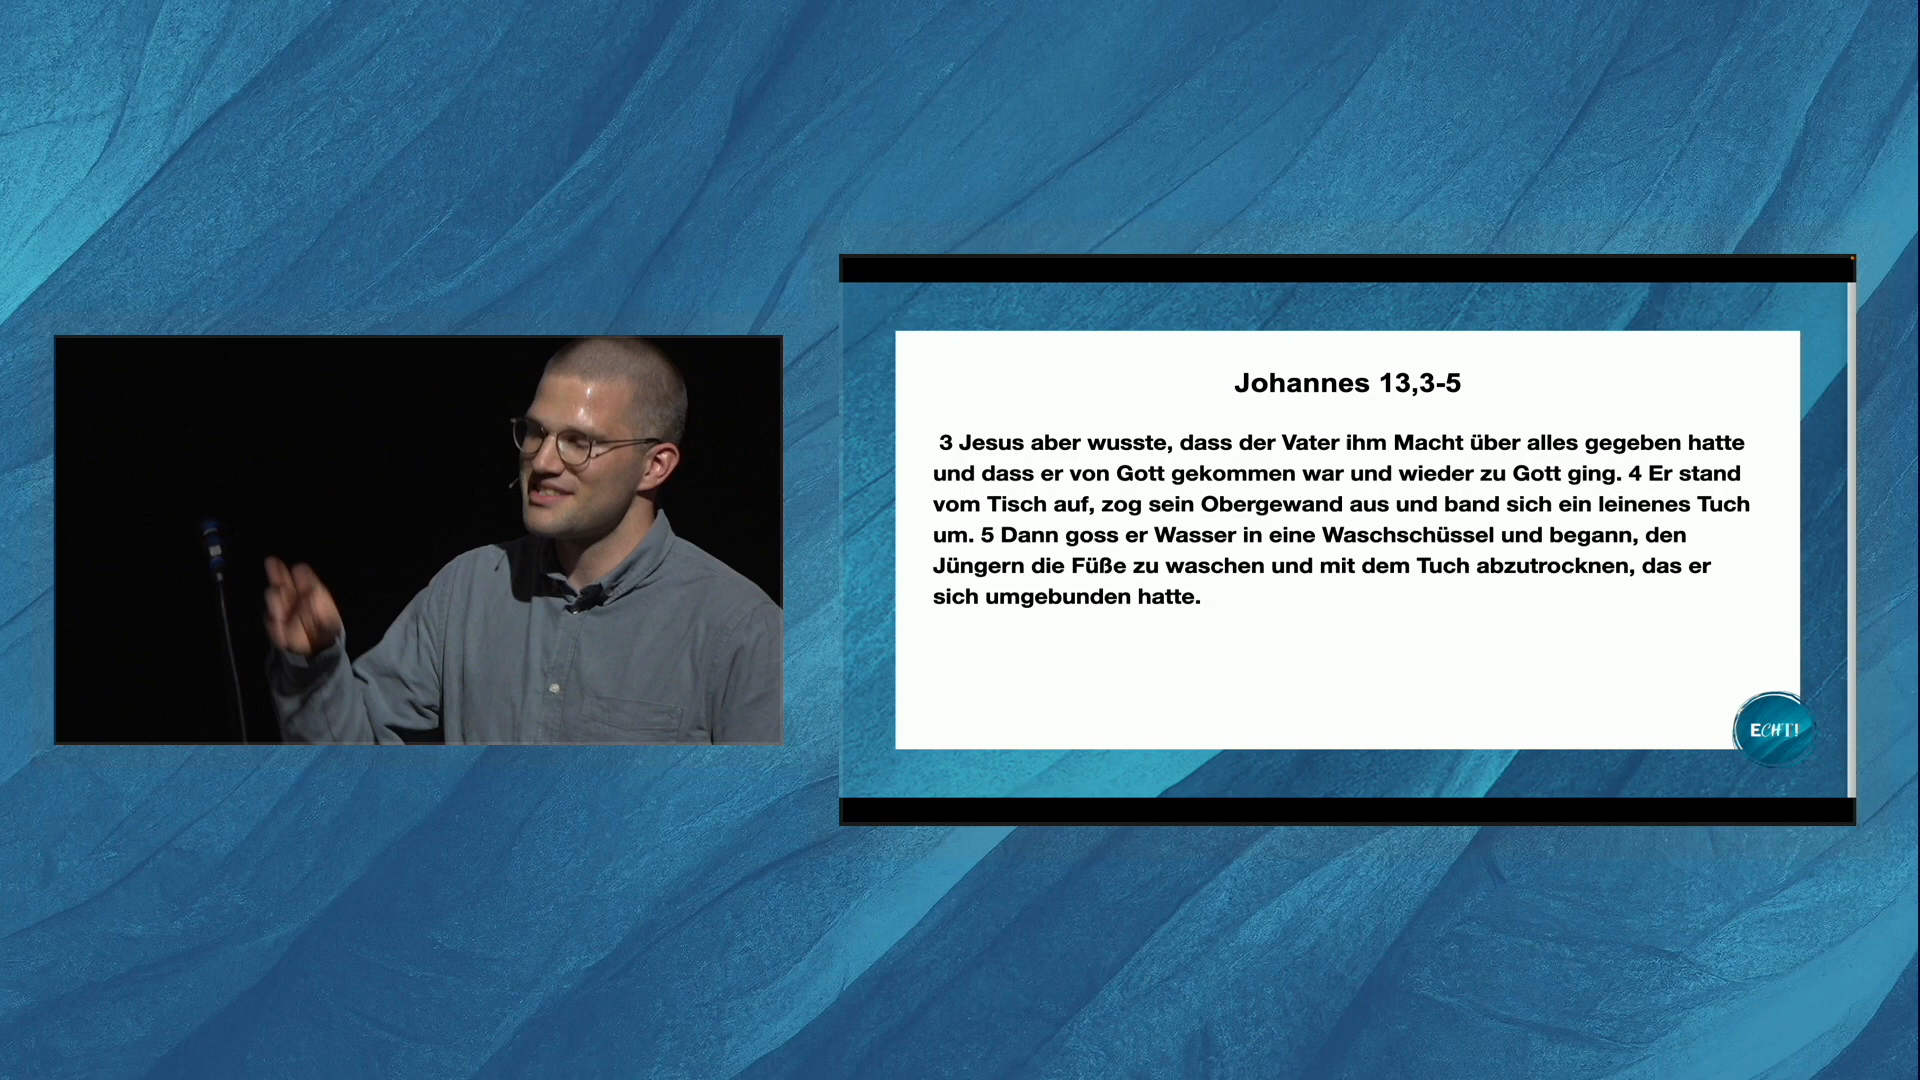 Johannes 13,3-5
3 Jesus aber wusste, dass der Vater ihm Macht über alles gegeben hatte
und dass er von Gott gekommen war und wieder zu Gott ging. 4 Er stand
vom Tisch auf, zog sein Obergewand aus und band sich ein leinenes Tuch
um. 5 Dann goss er Wasser in eine Waschschüssel und begann, den
Jüngern die Füße zu waschen und mit dem Tuch abzutrocknen, das er
sich umgebunden hatte.
ECHT!